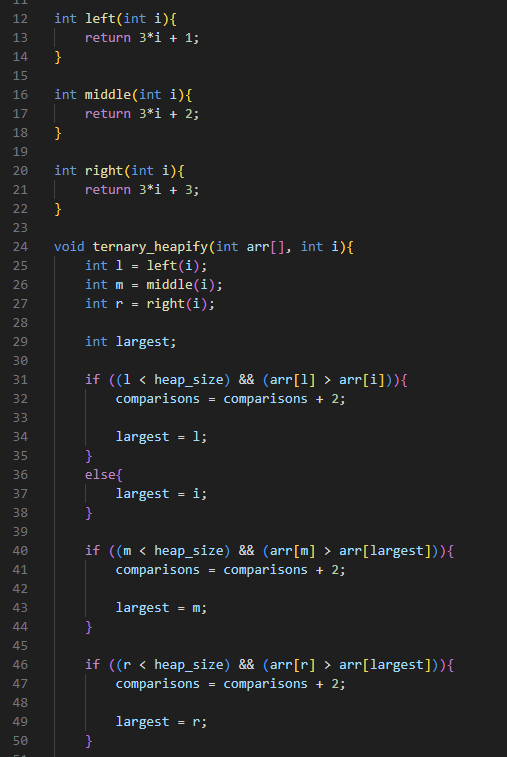 11
12 int left(int i){
13     return 3*i + 1;
14 }
15
16 int middle(int i){
17     return 3*i + 2;
18 }
19
20 int right(int i){
21     return 3*i + 3;
22 }
23
24 void ternary_heapify(int arr[], int i){
25     int l = left(i);
26     int m = middle(i);
27     int r = right(i);
28
29     int largest;
30
31     if ((l < heap_size) && (arr[l] > arr[i])){
32         comparisons = comparisons + 2;
33
34         largest = l;
35     }
36     else{
37         largest = i;
38     }
39
40     if ((m < heap_size) && (arr[m] > arr[largest])){
41         comparisons = comparisons + 2;
42
43         largest = m;
44     }
45
46     if ((r < heap_size) && (arr[r] > arr[largest])){
47         comparisons = comparisons + 2;
48
49         largest = r;
50     }